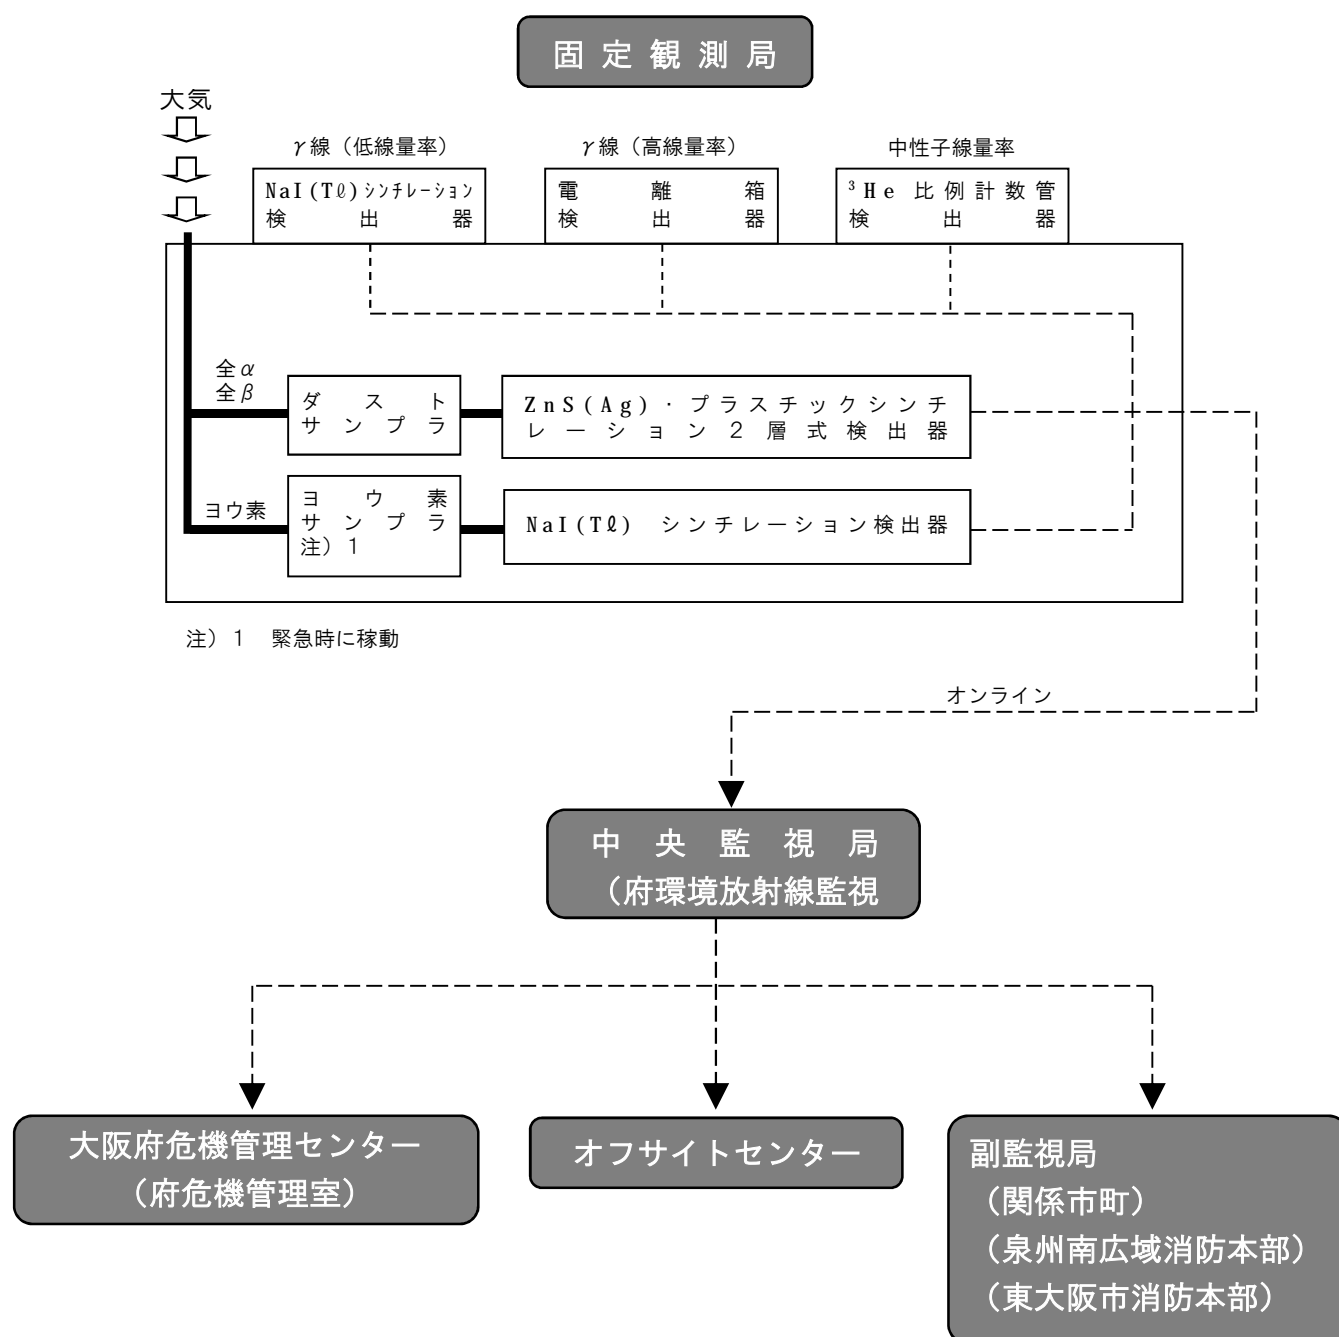 固定観測局
大気
γ線（低線量率）
γ線（高線量率）
中性子線量率
NaI(Tℓ)シンチレーション
検出器
電離箱
検出器
³He 比例計数管
検出器
全α
全β
ダスト
サンプラ
ZnS(Ag)・プラスチックシンチ
レーション２層式検出器
ヨウ素
ヨウ素
サンプラ
注）１
NaI(Tℓ) シンチレーション検出器
注）１　緊急時に稼動
オンライン
中央監視局
（府環境放射線監視
大阪府危機管理センター
（府危機管理室）
オフサイトセンター
副監視局
（関係市町）
（泉州南広域消防本部）
（東大阪市消防本部）